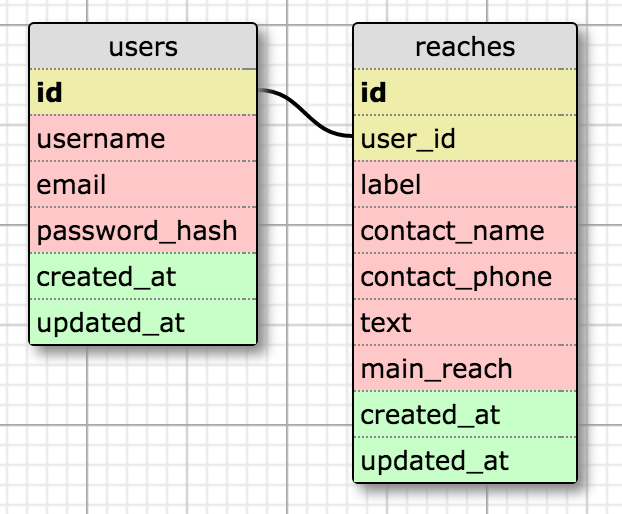 users
id
username
email
password_hash
created_at
updated_at
reaches
id
user_id
label
contact_name
contact_phone
text
main_reach
created_at
updated_at